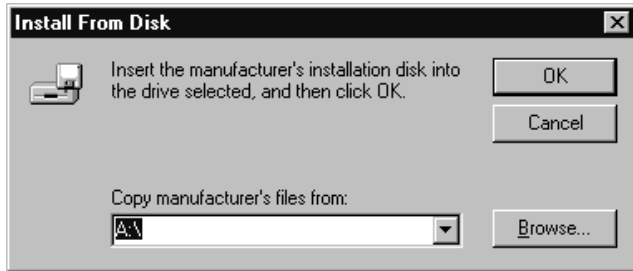 Install From Disk
Insert the manufacturer's installation disk into
the drive selected, and then click OK.
OK
Cancel
Copy manufacturer's files from:
A:\
Browse...